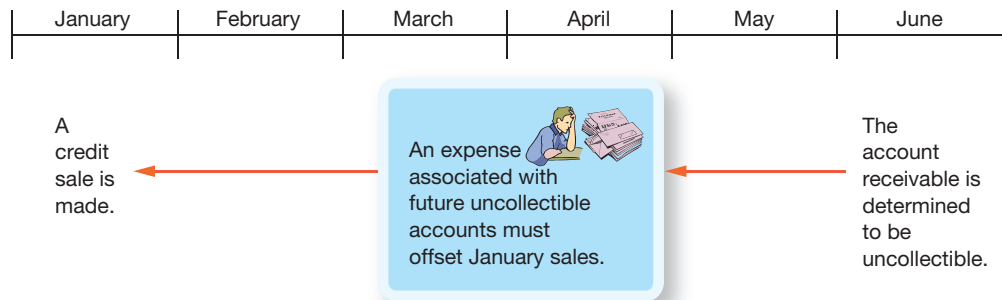 January February March April May June
A
credit
sale is
made.
An expense
associated with
future uncollectible
accounts must
offset January sales.
The
account
receivable is
determined
to be
uncollectible.